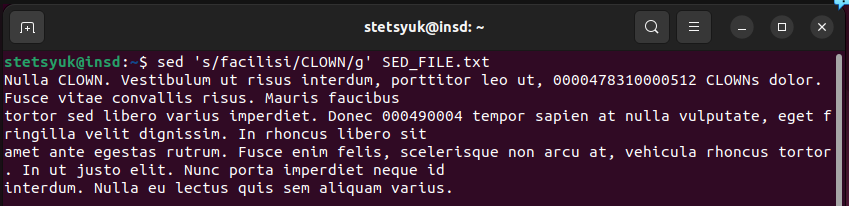 stetsyuk@insd: ~
stetsyuk@insd:~$ sed 's/facilisi/CLOWN/g' SED_FILE.txt
Nulla CLOWN. Vestibulum ut risus interdum, porttitor leo ut, 0000478310000512 CLOWNs dolor.
Fusce vitae convallis risus. Mauris faucibus
tortor sed libero varius imperdiet. Donec 000490004 tempor sapien at nulla vulputate, eget f
ringilla velit dignissim. In rhoncus libero sit
amet ante egestas rutrum. Fusce enim felis, scelerisque non arcu at, vehicula rhoncus tortor
. In ut justo elit. Nunc porta imperdiet neque id
interdum. Nulla eu lectus quis sem aliquam varius.